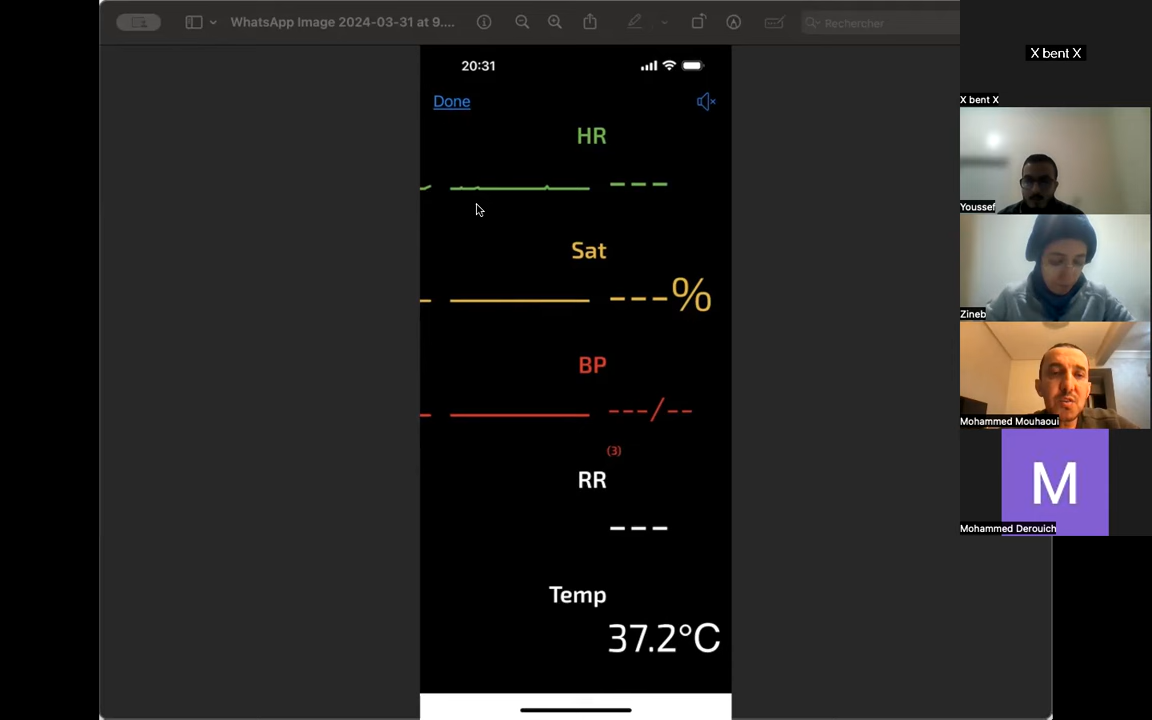 WhatsApp Image 2024-03-31 at 9....
Rechercher
20:31
Done
HR
---
Sat
---%
BP
---/--
(3)
RR
---
Temp
37.2°C
X bent X
X bent X
Youssef
Zineb
Mohammed Mouhaoui
M
Mohammed Derouich